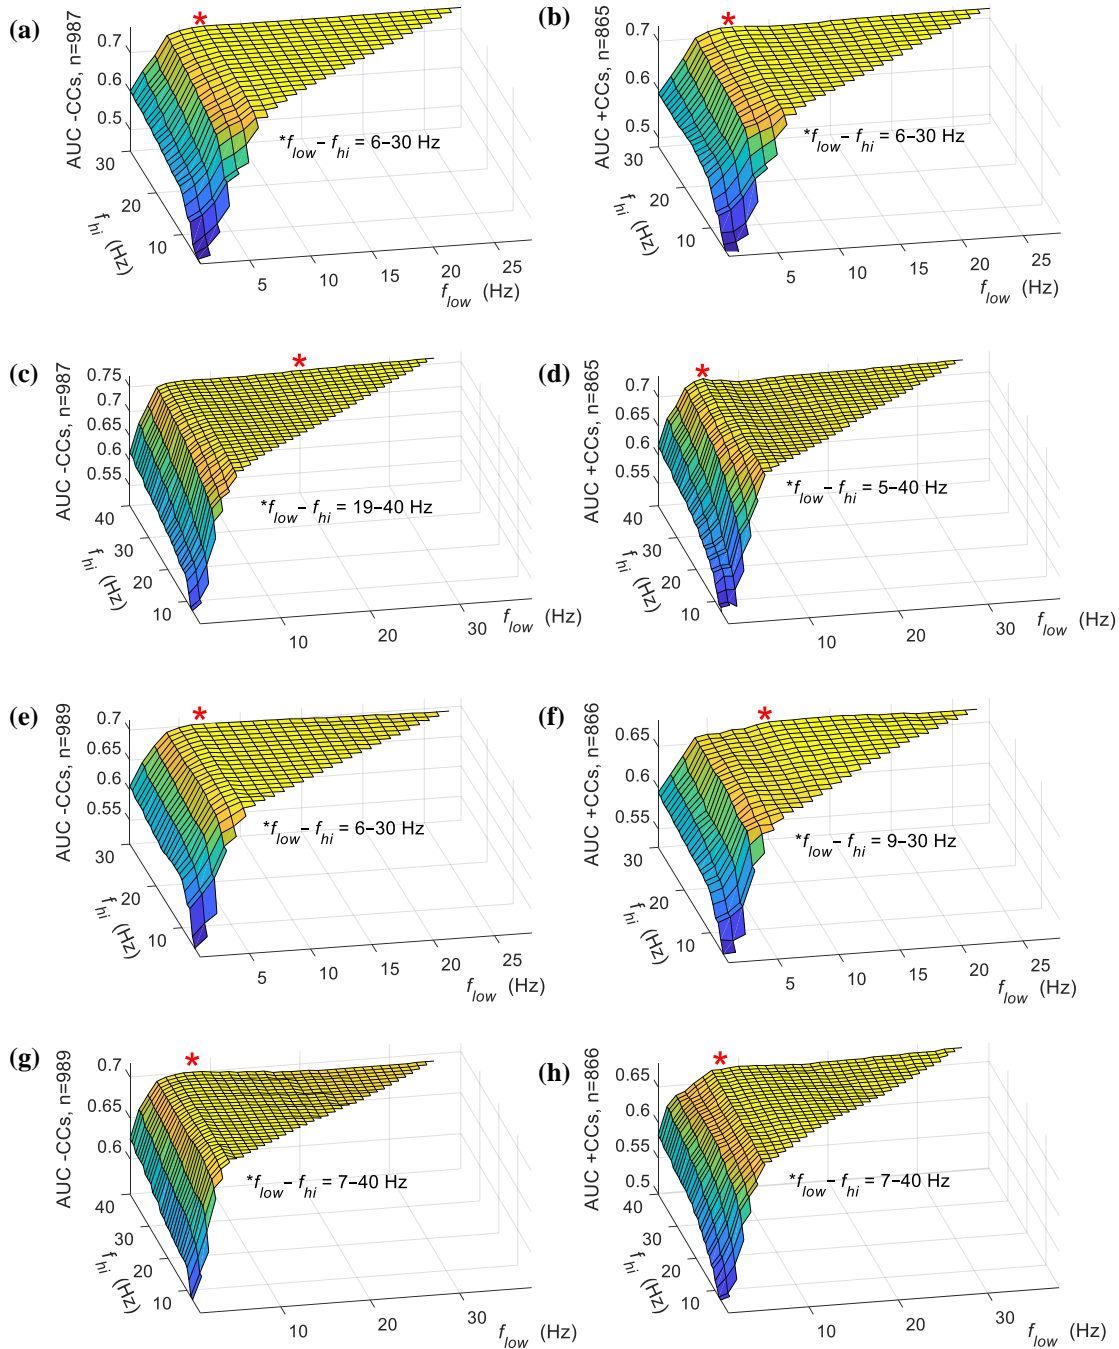 (a)
AUC -CCs, n=987
0.7
0.6
0.5
30
20
10
f_hi (Hz)
5
10
15
20
25
f_low (Hz)
*
*f_low – f_hi = 6–30 Hz
(b)
AUC +CCs, n=865
0.7
0.6
0.5
30
20
10
f_hi (Hz)
5
10
15
20
25
f_low (Hz)
*
*f_low – f_hi = 6–30 Hz
(c)
AUC -CCs, n=987
0.75
0.7
0.65
0.6
0.55
40
30
20
10
f_hi (Hz)
10
20
30
f_low (Hz)
*
*f_low – f_hi = 19–40 Hz
(d)
AUC +CCs, n=865
0.7
0.65
0.6
0.55
40
30
20
10
f_hi (Hz)
10
20
30
f_low (Hz)
*
*f_low – f_hi = 5–40 Hz
(e)
AUC -CCs, n=989
0.7
0.65
0.6
0.55
30
20
10
f_hi (Hz)
5
10
15
20
25
f_low (Hz)
*
*f_low – f_hi = 6–30 Hz
(f)
AUC +CCs, n=866
0.65
0.6
0.55
30
20
10
f_hi (Hz)
5
10
15
20
25
f_low (Hz)
*
*f_low – f_hi = 9–30 Hz
(g)
AUC -CCs, n=989
0.7
0.65
0.6
40
30
20
10
f_hi (Hz)
10
20
30
f_low (Hz)
*
*f_low – f_hi = 7–40 Hz
(h)
AUC +CCs, n=866
0.65
0.6
0.55
0.5
40
30
20
10
f_hi (Hz)
10
20
30
f_low (Hz)
*
*f_low – f_hi = 7–40 Hz